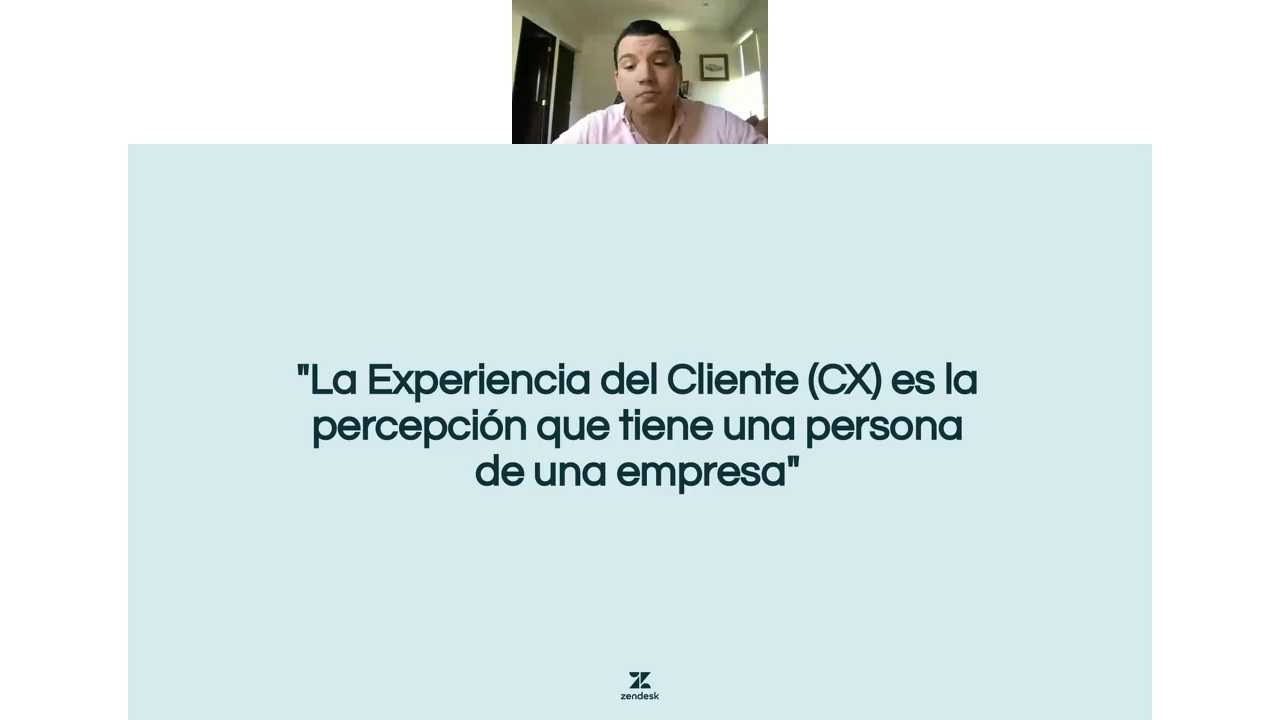 "La Experiencia del Cliente (CX) es la
percepción que tiene una persona
de una empresa"
zendesk